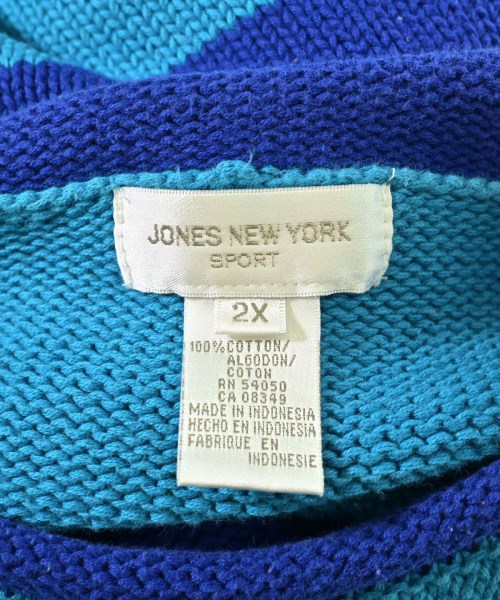 JONES NEW YORK
SPORT
2X
100% COTTON/
ALGODON/
COTON
RN 54050
CA 08349
MADE IN INDONESIA
HECHO EN INDONESIA
FABRIQUE EN
INDONESIE